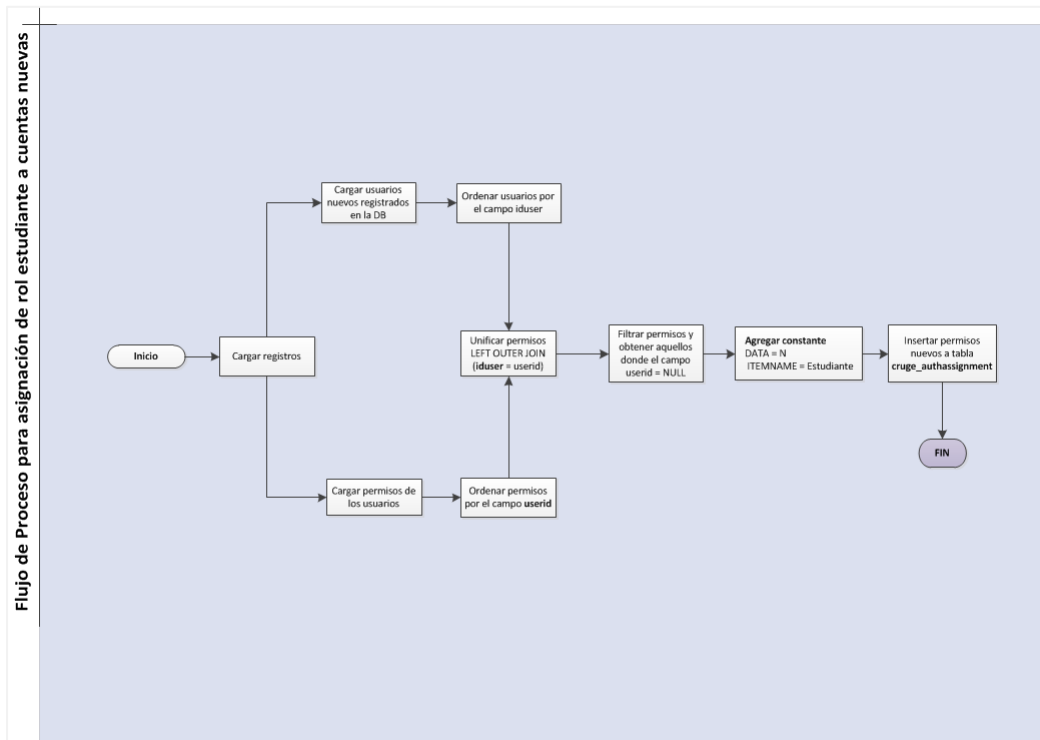 Flujo de Proceso para asignación de rol estudiante a cuentas nuevas
Inicio
Cargar registros
Cargar usuarios
nuevos registrados
en la DB
Ordenar usuarios por
el campo iduser
Cargar permisos de
los usuarios
Ordenar permisos
por el campo userid
Unificar permisos
LEFT OUTER JOIN
(iduser = userid)
Filtrar permisos y
obtener aquellos
donde el campo
userid = NULL
Agregar constante
DATA = N
ITEMNAME = Estudiante
Insertar permisos
nuevos a tabla
cruge_authassignment
FIN